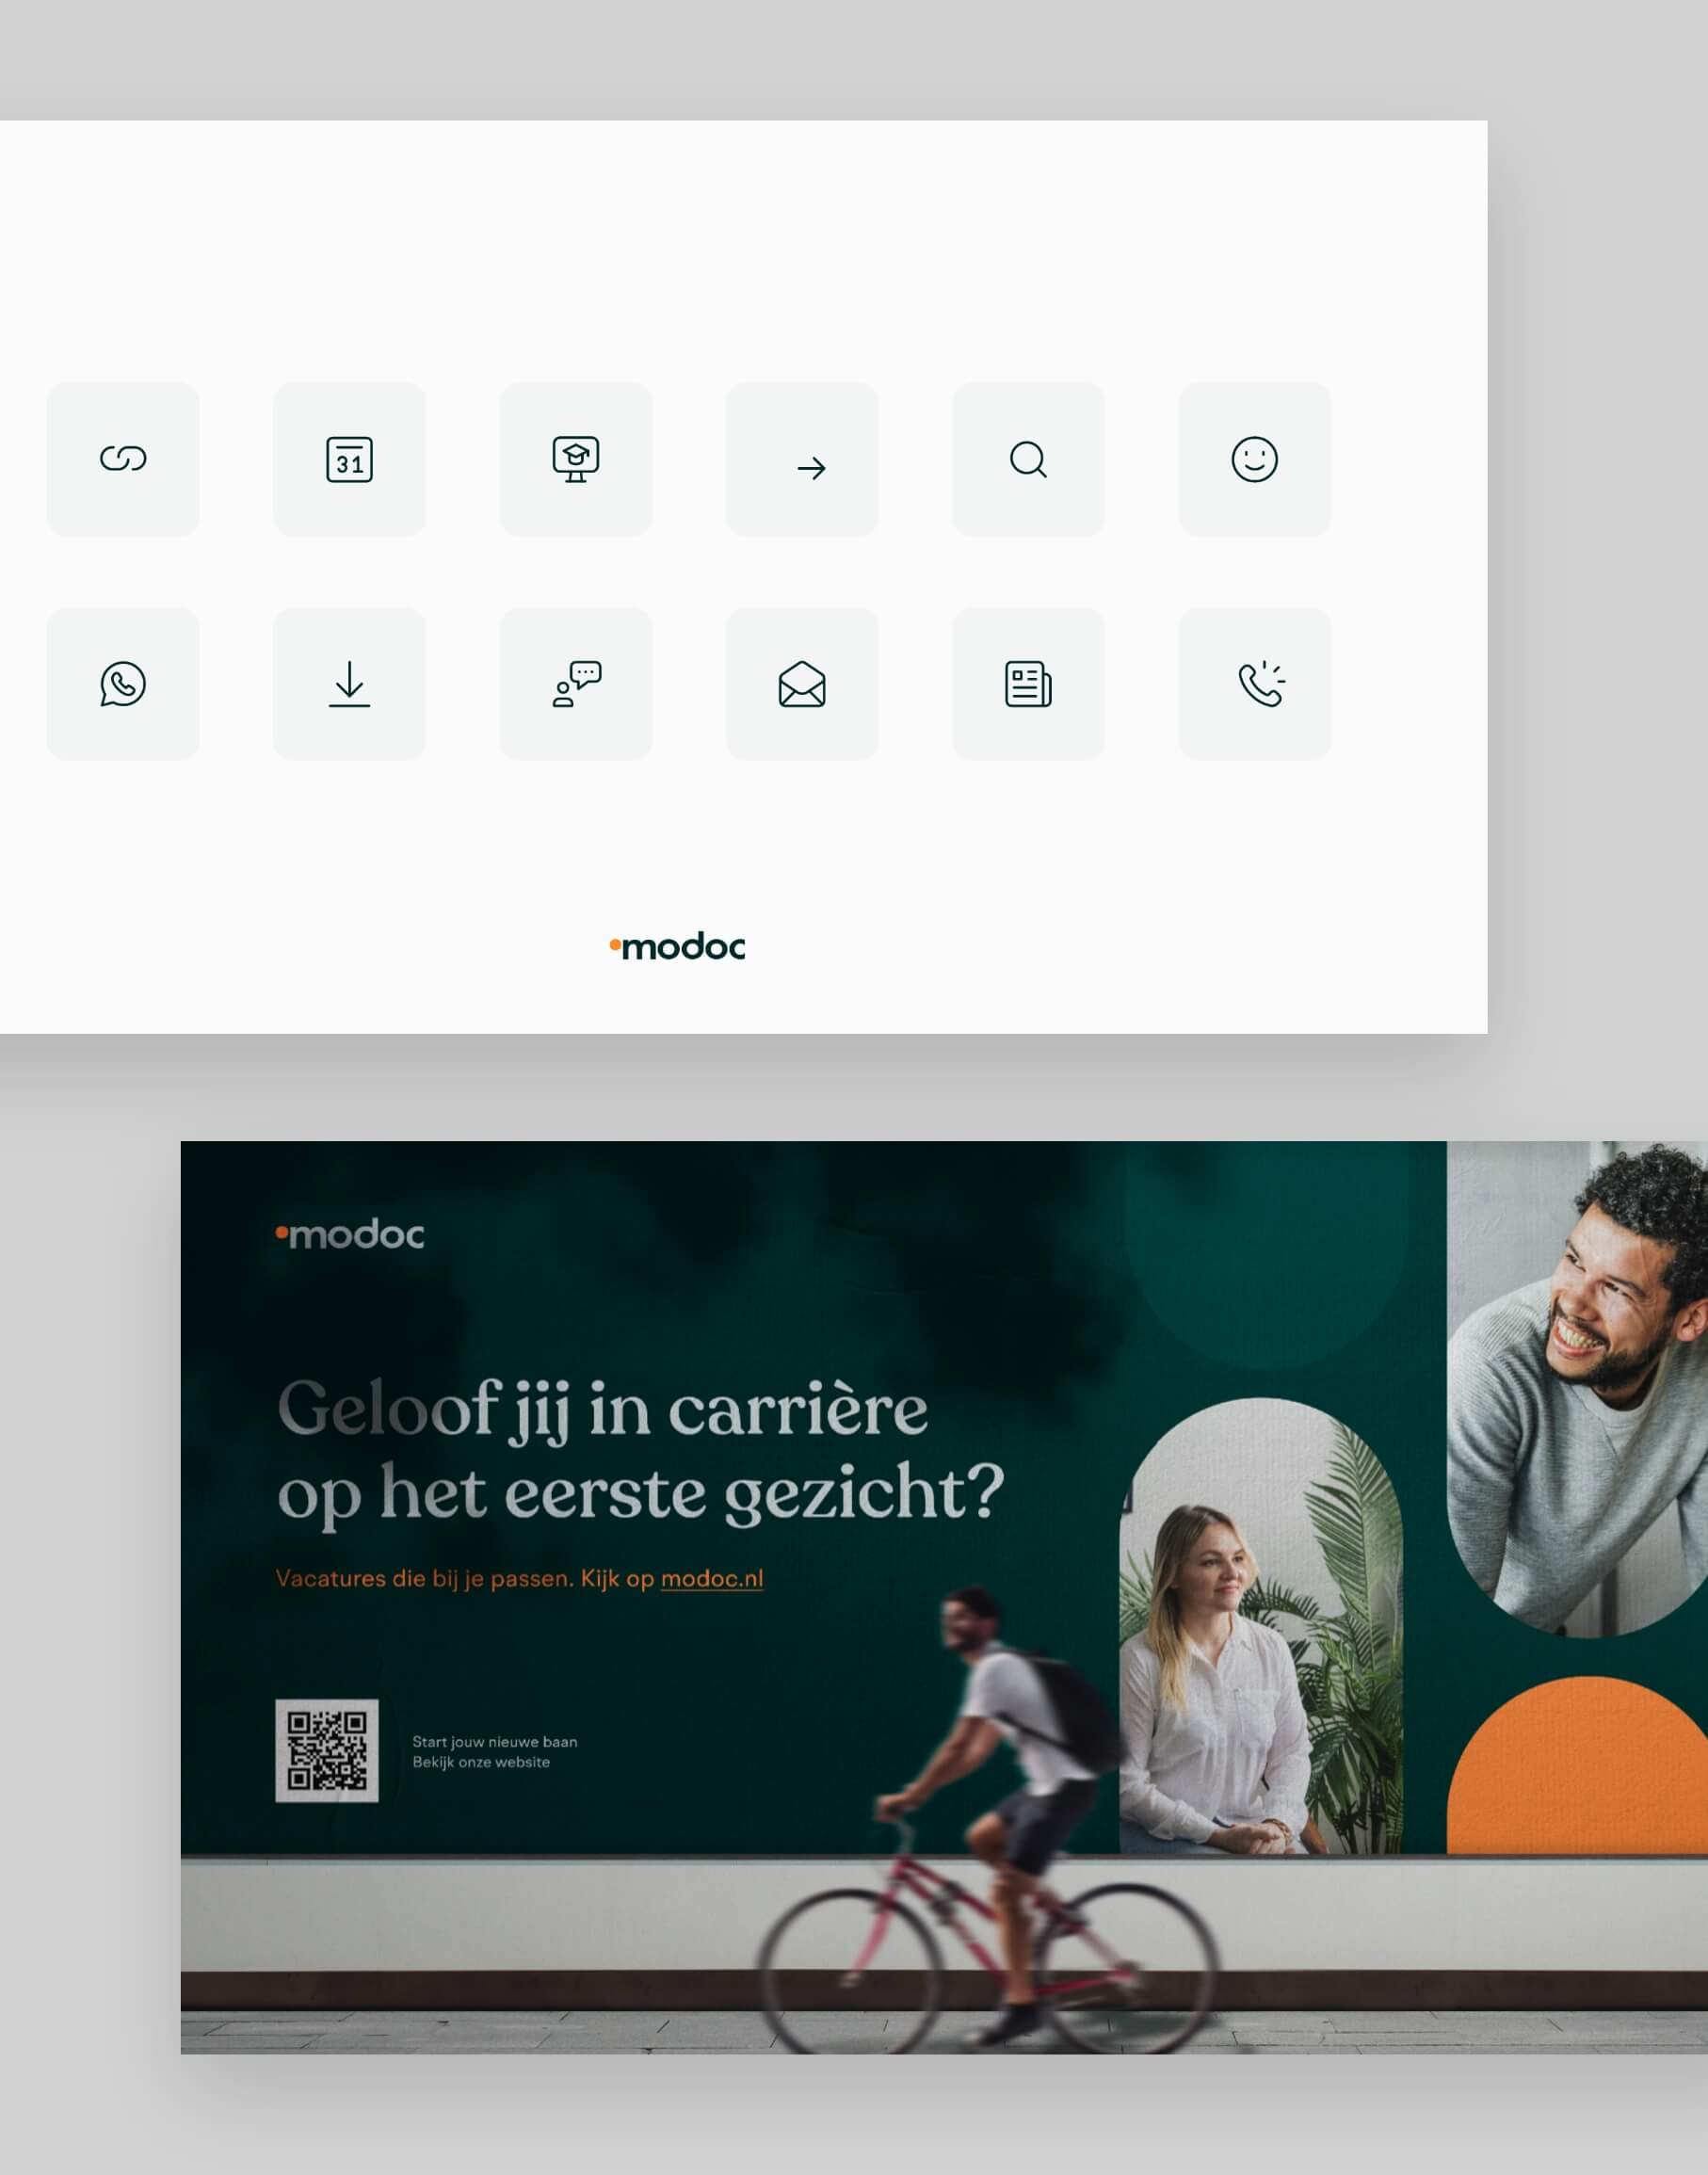 31
modoc
modoc
Geloof jij in carrière
op het eerste gezicht?
Vacatures die bij je passen. Kijk op modoc.nl
Start jouw nieuwe baan
Bekijk onze website